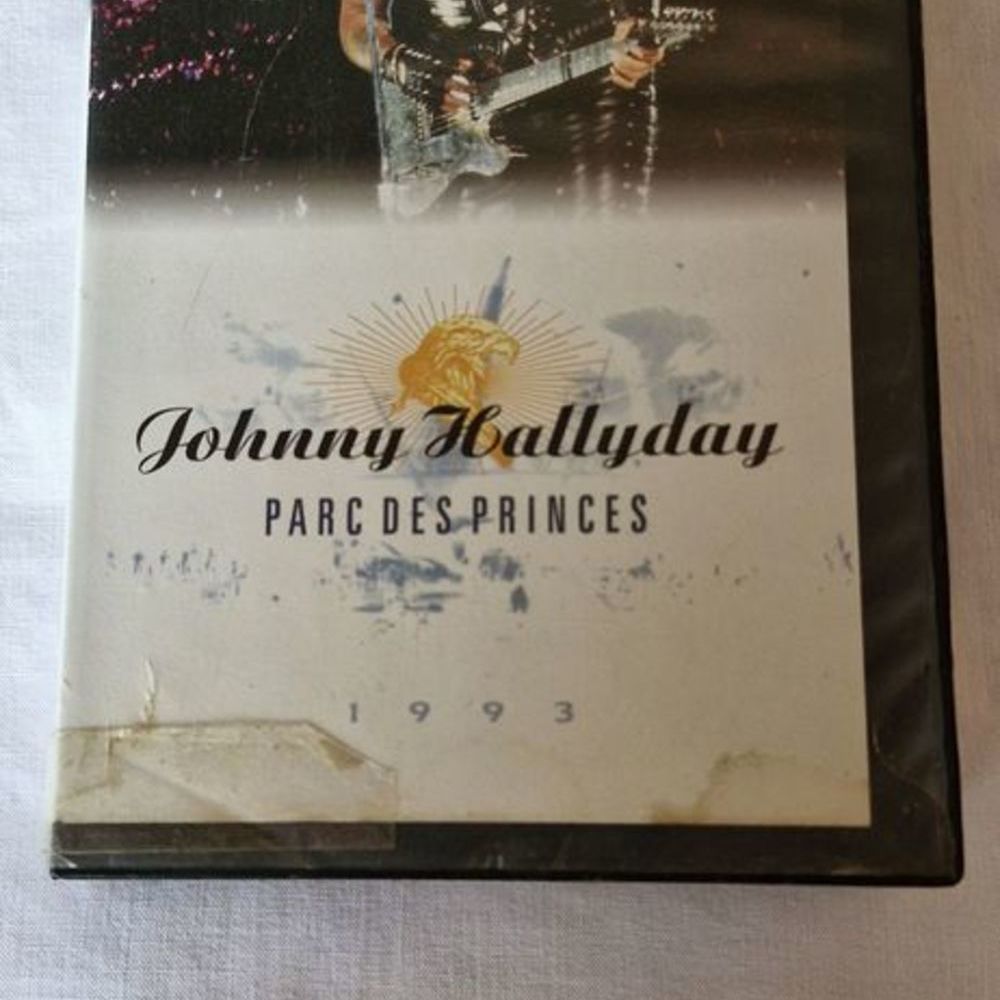 Johnny Hallyday
PARC DES PRINCES
1993